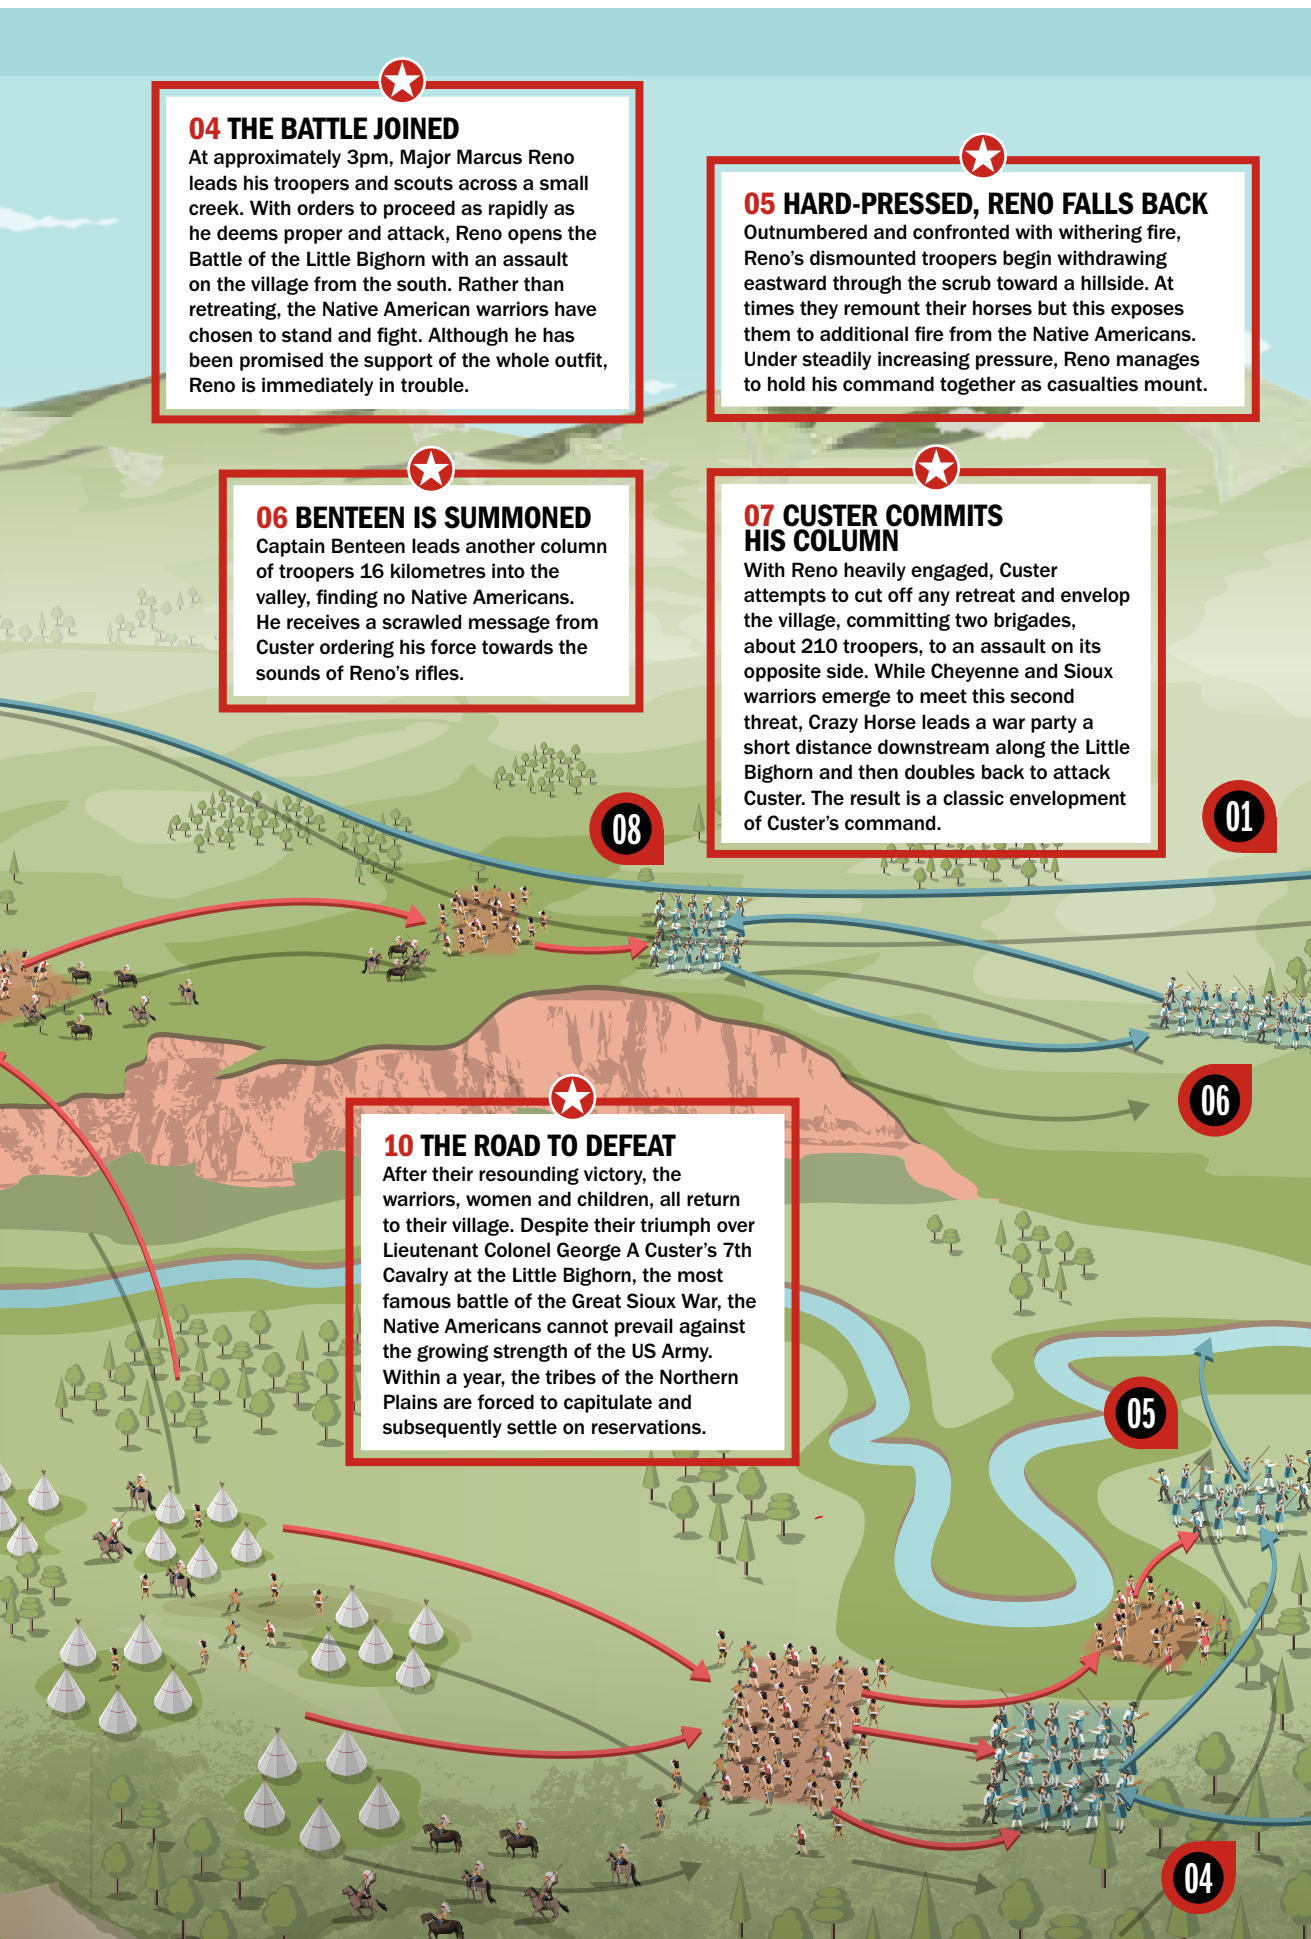 04 THE BATTLE JOINED
At approximately 3pm, Major Marcus Reno
leads his troopers and scouts across a small
creek. With orders to proceed as rapidly as
he deems proper and attack, Reno opens the
Battle of the Little Bighorn with an assault
on the village from the south. Rather than
retreating, the Native American warriors have
chosen to stand and fight. Although he has
been promised the support of the whole outfit,
Reno is immediately in trouble.
05 HARD-PRESSED, RENO FALLS BACK
Outnumbered and confronted with withering fire,
Reno's dismounted troopers begin withdrawing
eastward through the scrub toward a hillside. At
times they remount their horses but this exposes
them to additional fire from the Native Americans.
Under steadily increasing pressure, Reno manages
to hold his command together as casualties mount.
06 BENTEEN IS SUMMONED
Captain Benteen leads another column
of troopers 16 kilometres into the
valley, finding no Native Americans.
He receives a scrawled message from
Custer ordering his force towards the
sounds of Reno's rifles.
07 CUSTER COMMITS
HIS COLUMN
With Reno heavily engaged, Custer
attempts to cut off any retreat and envelop
the village, committing two brigades,
about 210 troopers, to an assault on its
opposite side. While Cheyenne and Sioux
warriors emerge to meet this second
threat, Crazy Horse leads a war party a
short distance downstream along the Little
Bighorn and then doubles back to attack
Custer. The result is a classic envelopment
of Custer's command.
08
01
06
10 THE ROAD TO DEFEAT
After their resounding victory, the
warriors, women and children, all return
to their village. Despite their triumph over
Lieutenant Colonel George A Custer's 7th
Cavalry at the Little Bighorn, the most
famous battle of the Great Sioux War, the
Native Americans cannot prevail against
the growing strength of the US Army.
Within a year, the tribes of the Northern
Plains are forced to capitulate and
subsequently settle on reservations.
05
04